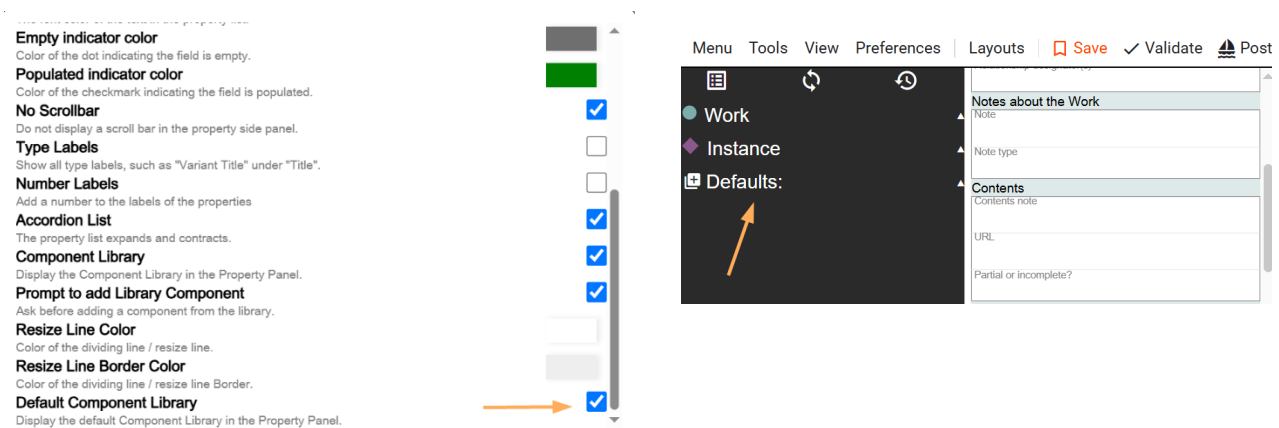 Empty indicator color
Color of the dot indicating the field is empty.
Populated indicator color
Color of the checkmark indicating the field is populated.
No Scrollbar
Do not display a scroll bar in the property side panel.
Type Labels
Show all type labels, such as "Variant Title" under "Title".
Number Labels
Add a number to the labels of the properties
Accordion List
The property list expands and contracts.
Component Library
Display the Component Library in the Property Panel.
Prompt to add Library Component
Ask before adding a component from the library.
Resize Line Color
Color of the dividing line / resize line.
Resize Line Border Color
Color of the dividing line / resize line Border.
Default Component Library
Display the default Component Library in the Property Panel.
Menu Tools View Preferences Layouts Save Validate Post
Work
Instance
Defaults:
Notes about the Work
Note
Note type
Contents
Contents note
URL
Partial or incomplete?